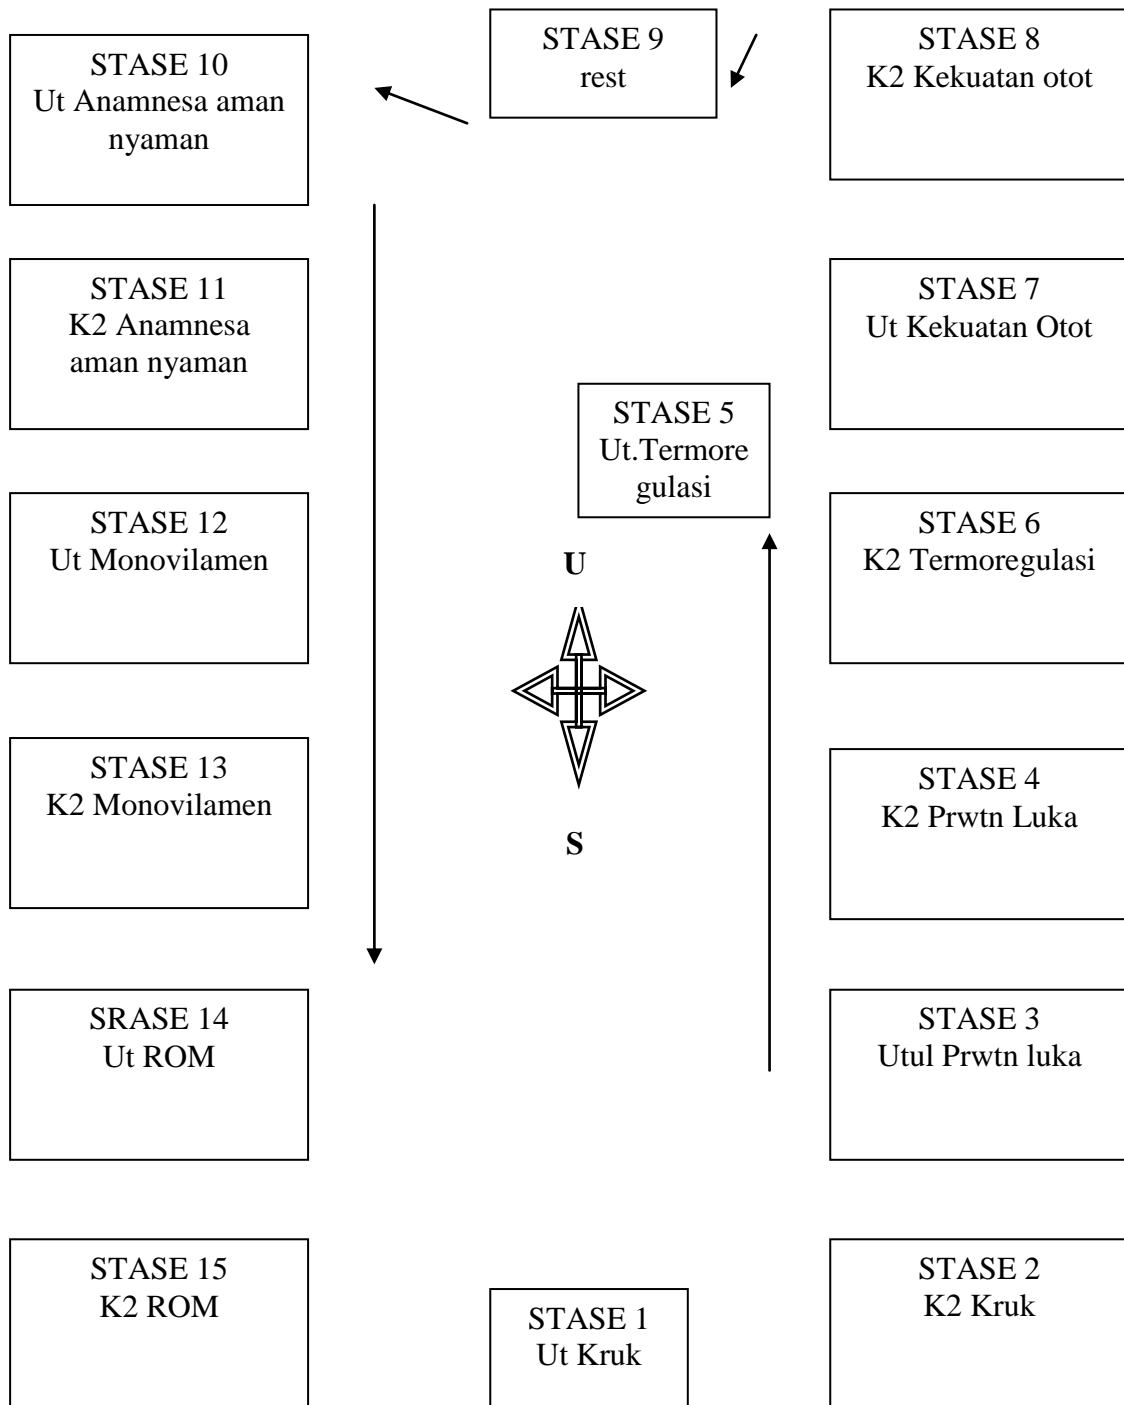 STASE 10
Ut Anamnesa aman
nyaman
STASE 9
rest
STASE 8
K2 Kekuatan otot
STASE 11
K2 Anamnesa
aman nyaman
STASE 7
Ut Kekuatan Otot
STASE 5
Ut.Termore
gulasi
STASE 12
Ut Monovilamen
STASE 6
K2 Termoregulasi
U
S
STASE 13
K2 Monovilamen
STASE 4
K2 Prwtn Luka
SRASE 14
Ut ROM
STASE 3
Utul Prwtn luka
STASE 15
K2 ROM
STASE 1
Ut Kruk
STASE 2
K2 Kruk